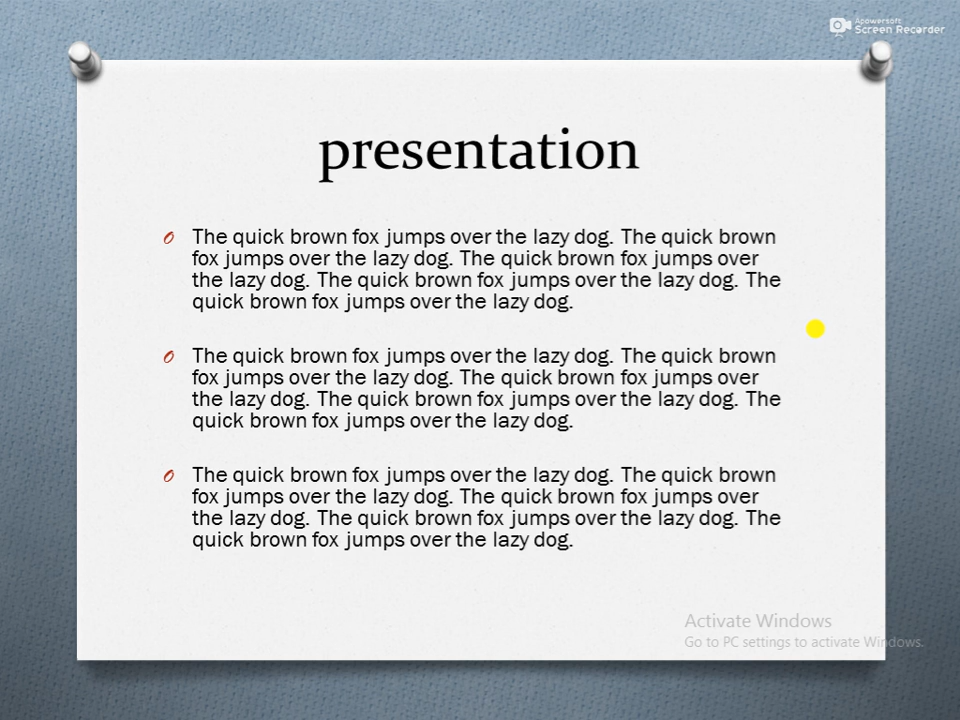 Apowersoft
Screen Recorder
presentation
The quick brown fox jumps over the lazy dog. The quick brown
fox jumps over the lazy dog. The quick brown fox jumps over
the lazy dog. The quick brown fox jumps over the lazy dog. The
quick brown fox jumps over the lazy dog.
The quick brown fox jumps over the lazy dog. The quick brown
fox jumps over the lazy dog. The quick brown fox jumps over
the lazy dog. The quick brown fox jumps over the lazy dog. The
quick brown fox jumps over the lazy dog.
The quick brown fox jumps over the lazy dog. The quick brown
fox jumps over the lazy dog. The quick brown fox jumps over
the lazy dog. The quick brown fox jumps over the lazy dog. The
quick brown fox jumps over the lazy dog.
Activate Windows
Go to PC settings to activate Windows.